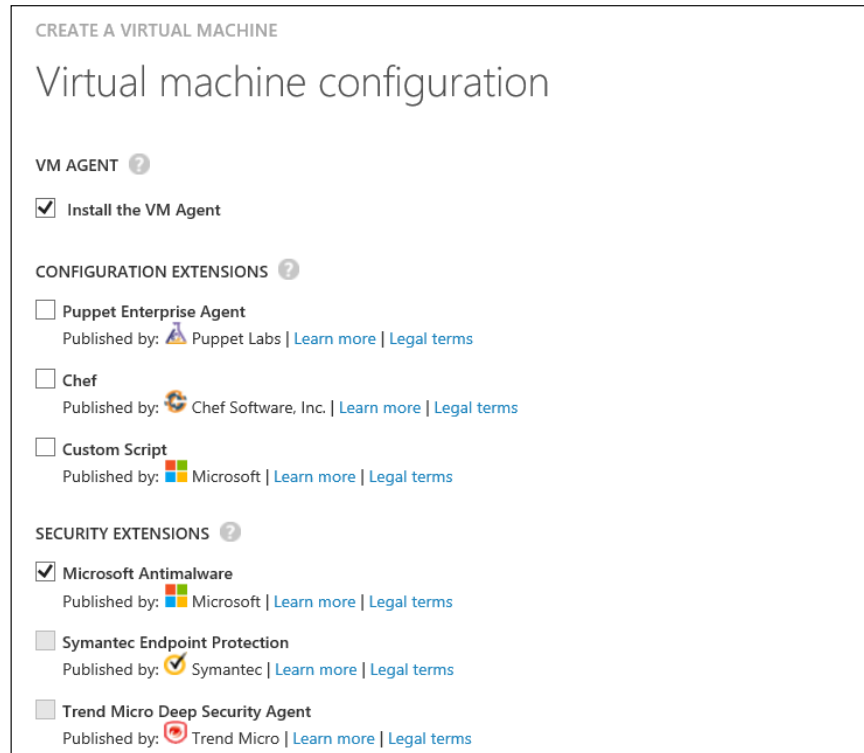 CREATE A VIRTUAL MACHINE
Virtual machine configuration
VM AGENT ?
Install the VM Agent
CONFIGURATION EXTENSIONS ?
Puppet Enterprise Agent
Published by: Puppet Labs | Learn more | Legal terms
Chef
Published by: Chef Software, Inc. | Learn more | Legal terms
Custom Script
Published by: Microsoft | Learn more | Legal terms
SECURITY EXTENSIONS ?
Microsoft Antimalware
Published by: Microsoft | Learn more | Legal terms
Symantec Endpoint Protection
Published by: Symantec | Learn more | Legal terms
Trend Micro Deep Security Agent
Published by: Trend Micro | Learn more | Legal terms